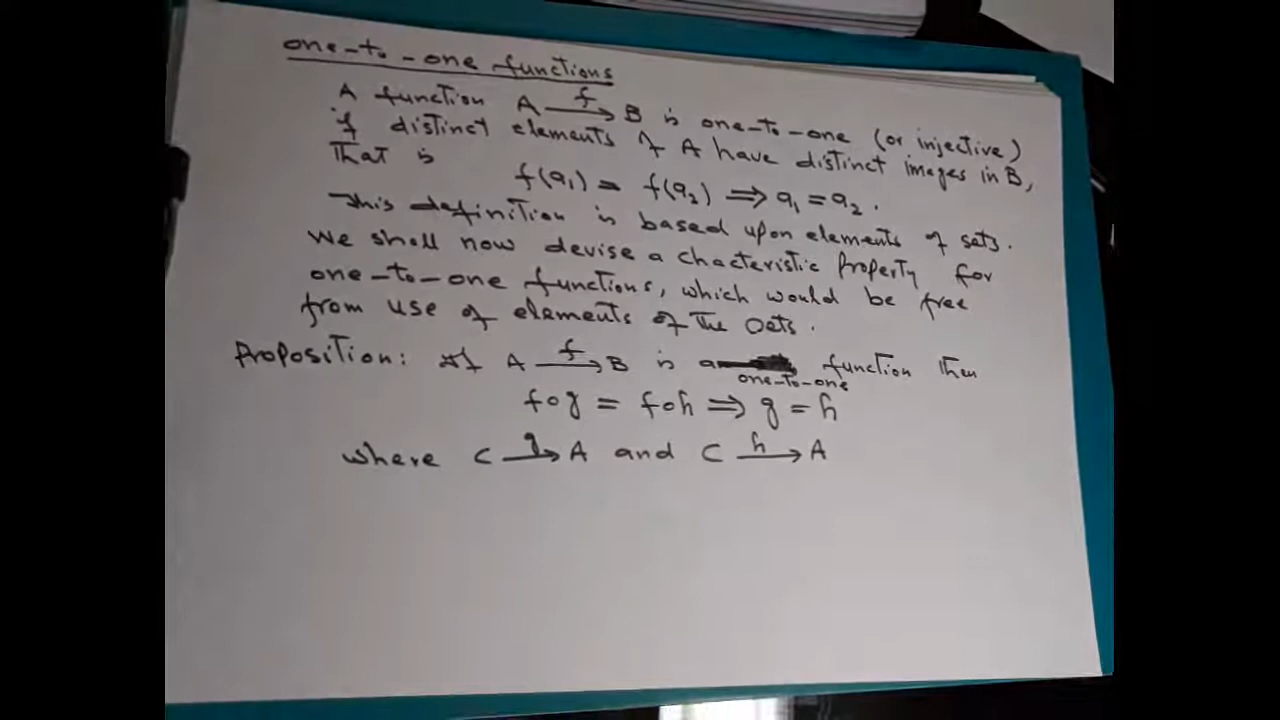 one-to-one functions
A function A —f→ B is one-to-one (or injective)
if distinct elements of A have distinct images in B,
That is
f(a₁) = f(a₂) ⟹ a₁ = a₂.
This definition is based upon elements of sets.
We shall now devise a chacteristic property for
one-to-one functions, which would be free
from use of elements of the sets.
Proposition: If A —f→ B is a one-to-one function then
fog = foh ⟹ g = h
where C —g→ A and C —h→ A